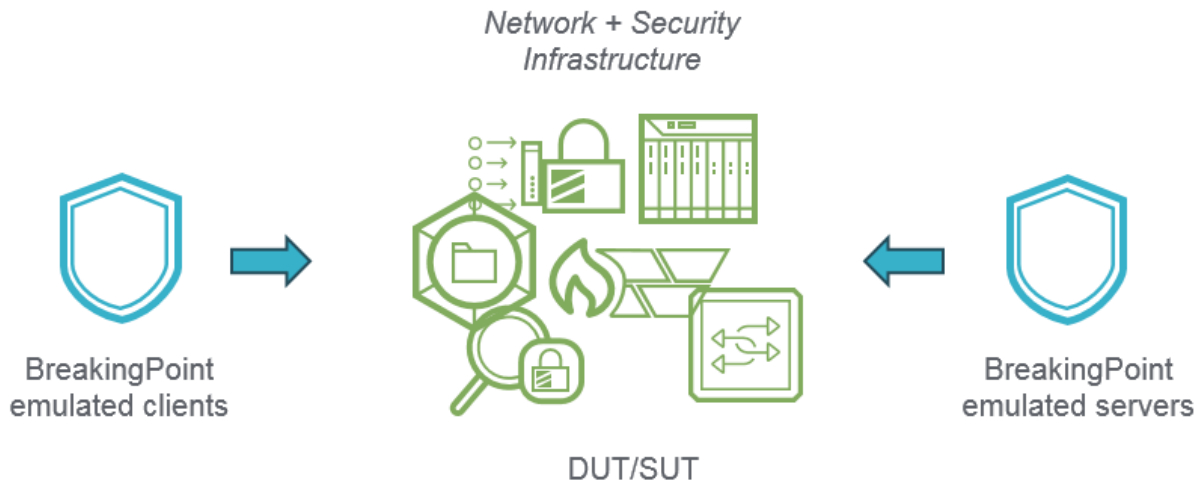 Network + Security
Infrastructure
BreakingPoint
emulated clients
BreakingPoint
emulated servers
DUT/SUT